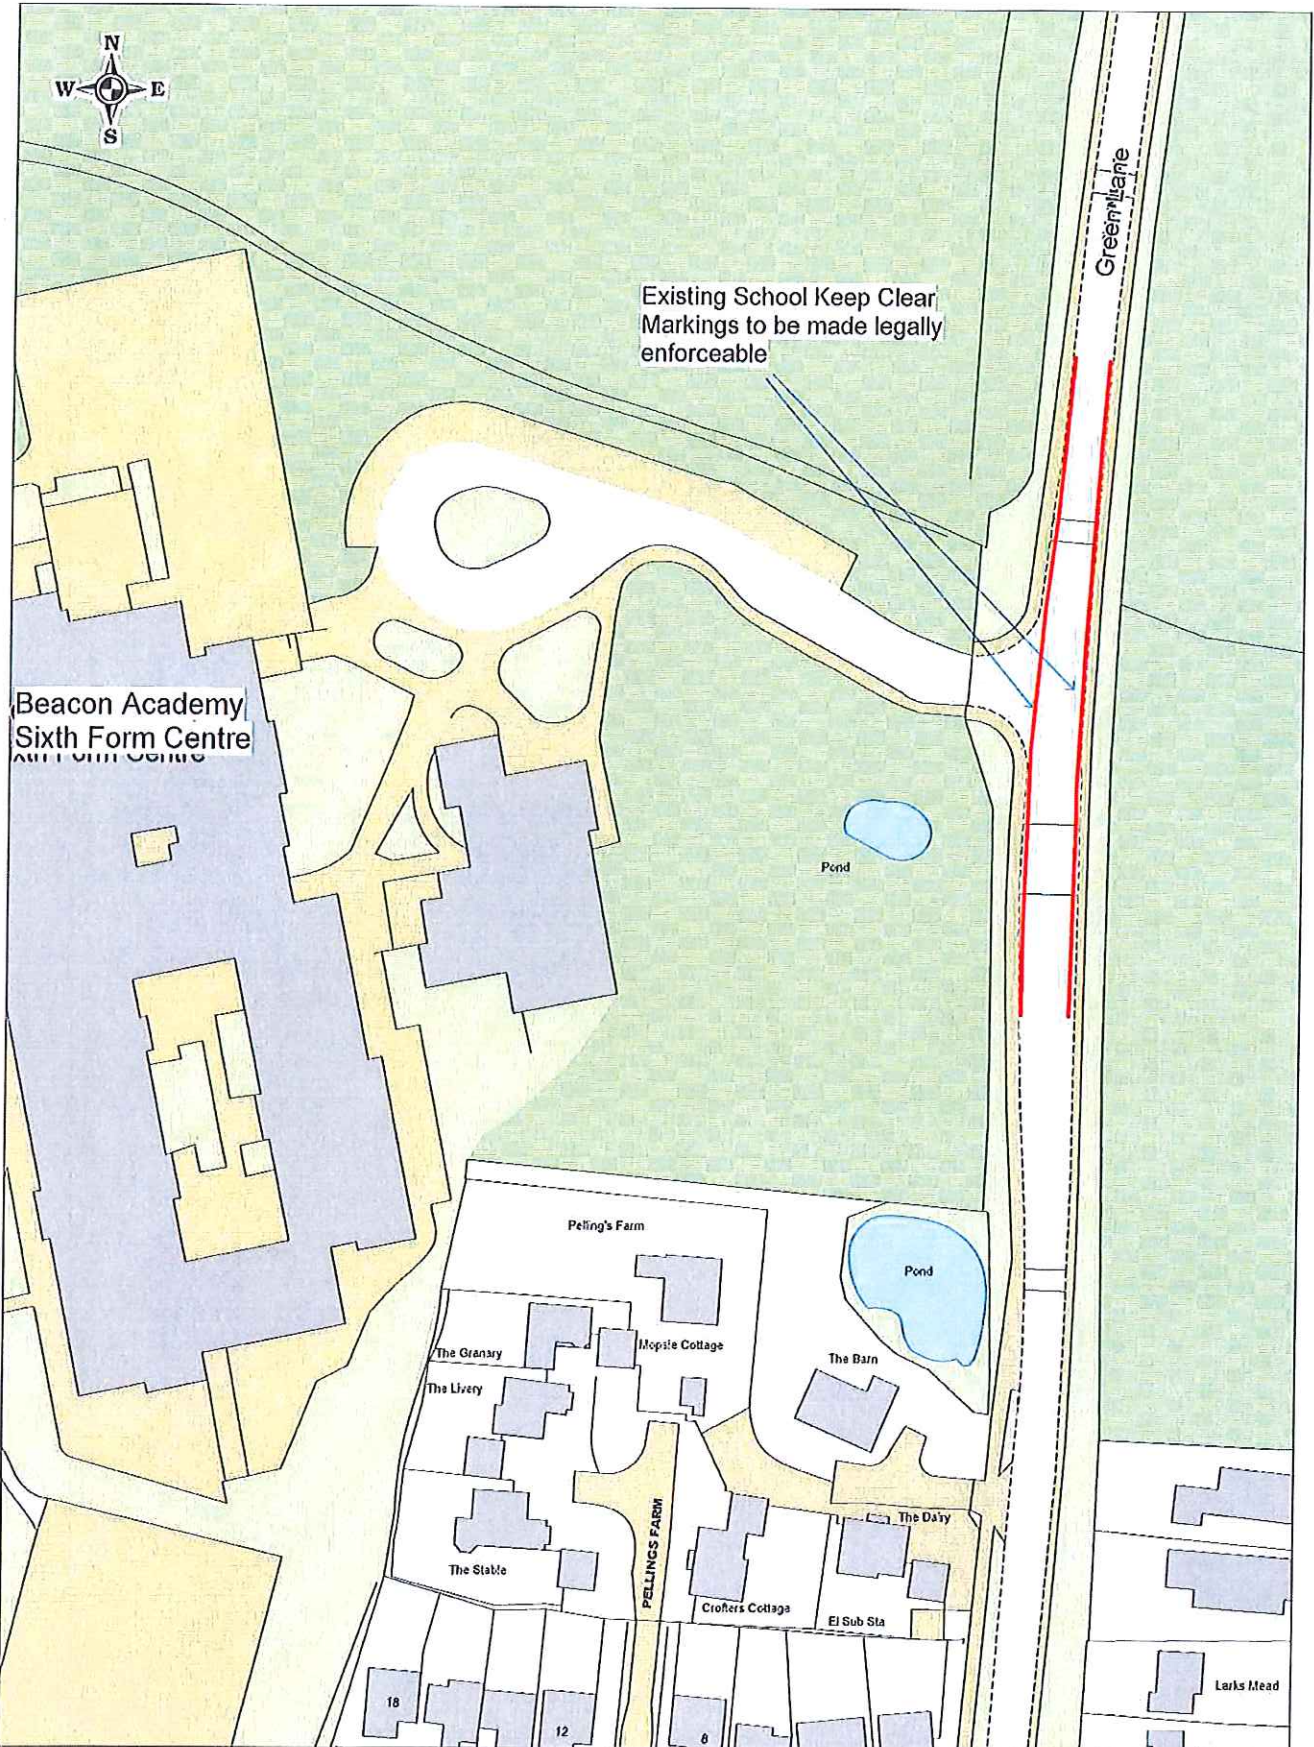 N
W E
S
Green Lane
Existing School Keep Clear
Markings to be made legally
enforceable
Beacon Academy
Sixth Form Centre
Pond
Pelling's Farm
Pond
Mopsie Cottage
The Granary
The Barn
The Livery
The Dairy
PELLINGS FARM
The Stable
Crofters Cottage
El Sub Sta
Larks Mead
18
12
8